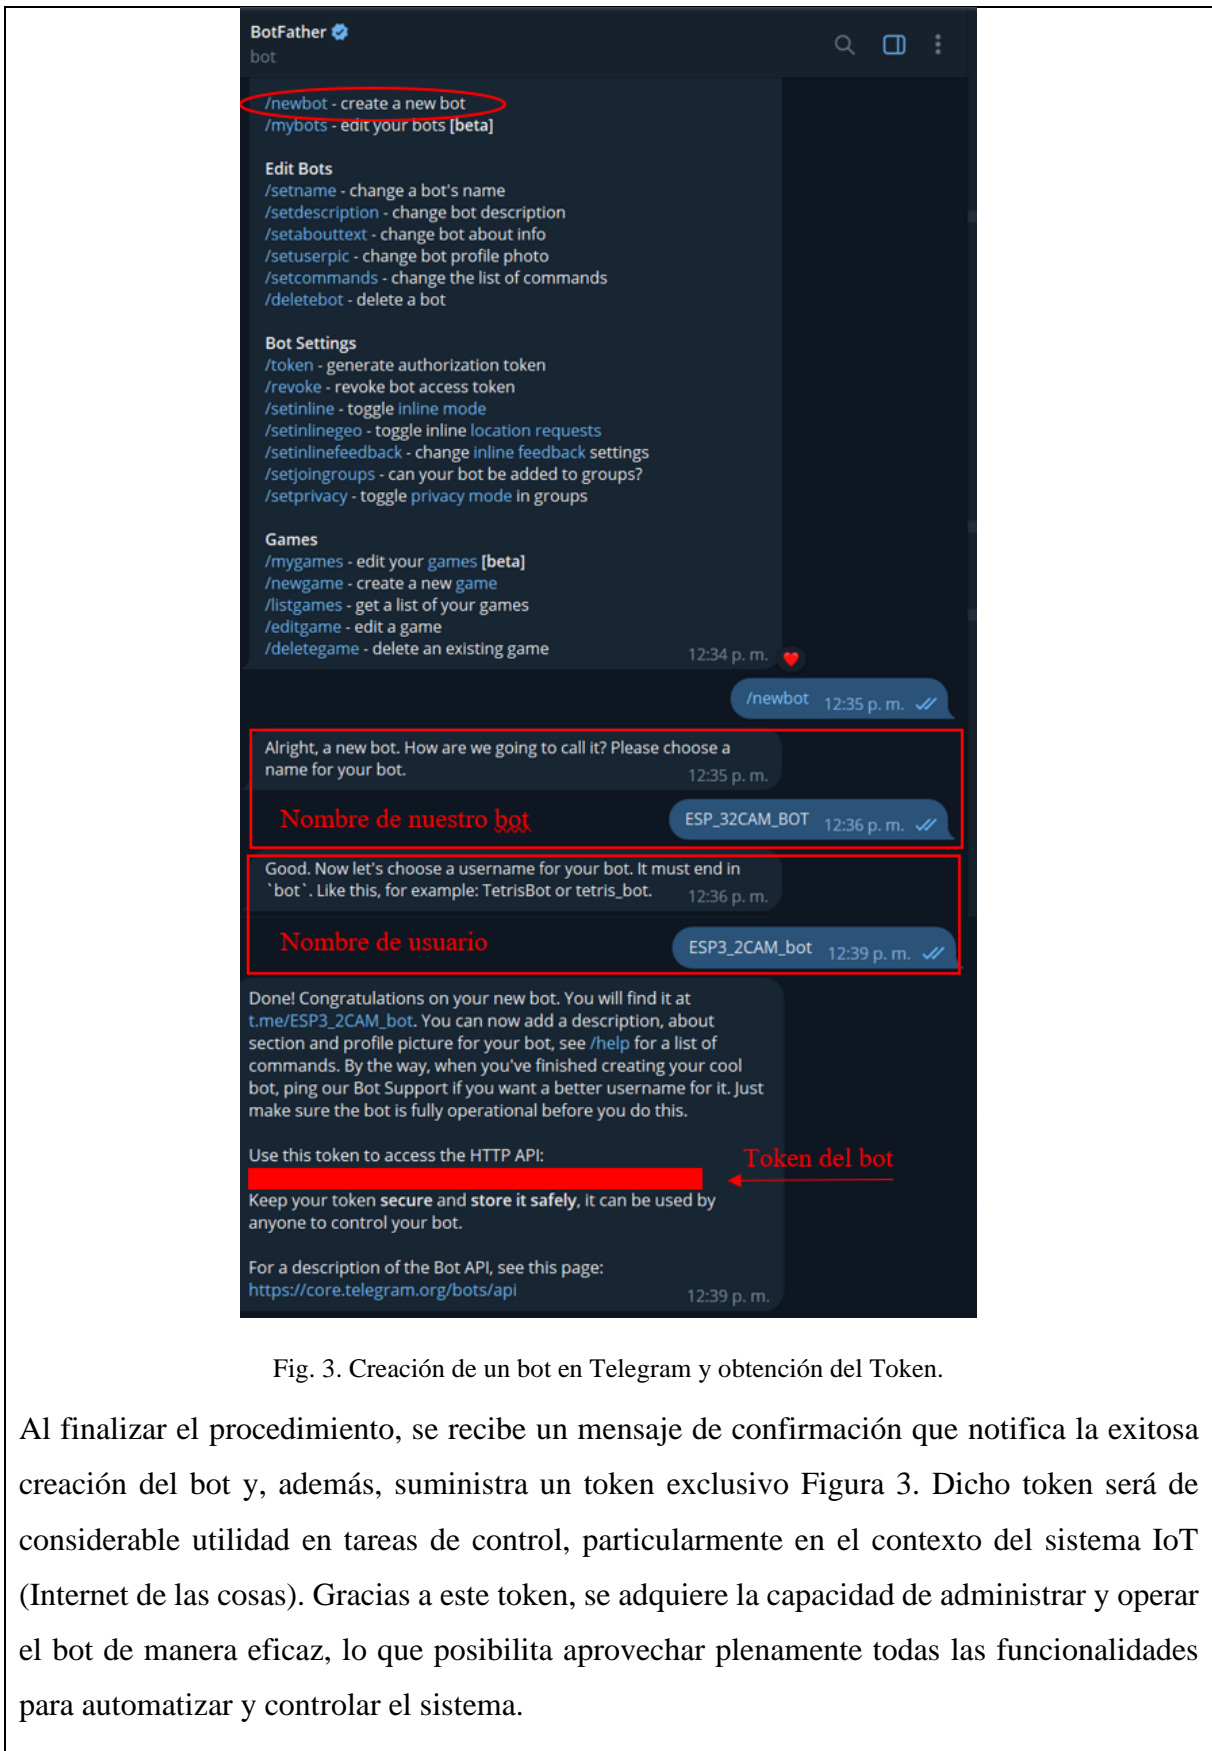 BotFather
bot
/newbot - create a new bot
/mybots - edit your bots [beta]
Edit Bots
/setname - change a bot's name
/setdescription - change bot description
/setabouttext - change bot about info
/setuserpic - change bot profile photo
/setcommands - change the list of commands
/deletebot - delete a bot
Bot Settings
/token - generate authorization token
/revoke - revoke bot access token
/setinline - toggle inline mode
/setinlinegeo - toggle inline location requests
/setinlinefeedback - change inline feedback settings
/setjoingroups - can your bot be added to groups?
/setprivacy - toggle privacy mode in groups
Games
/mygames - edit your games [beta]
/newgame - create a new game
/listgames - get a list of your games
/editgame - edit a game
/deletegame - delete an existing game
12:34 p. m.
/newbot 12:35 p. m.
Alright, a new bot. How are we going to call it? Please choose a
name for your bot.
12:35 p. m.
Nombre de nuestro bot
ESP_32CAM_BOT 12:36 p. m.
Good. Now let's choose a username for your bot. It must end in
`bot`. Like this, for example: TetrisBot or tetris_bot.
12:36 p. m.
Nombre de usuario
ESP3_2CAM_bot 12:39 p. m.
Done! Congratulations on your new bot. You will find it at
t.me/ESP3_2CAM_bot. You can now add a description, about
section and profile picture for your bot, see /help for a list of
commands. By the way, when you've finished creating your cool
bot, ping our Bot Support if you want a better username for it. Just
make sure the bot is fully operational before you do this.
Use this token to access the HTTP API:
Token del bot
Keep your token secure and store it safely, it can be used by
anyone to control your bot.
For a description of the Bot API, see this page:
https://core.telegram.org/bots/api
12:39 p. m.
Fig. 3. Creación de un bot en Telegram y obtención del Token.
Al finalizar el procedimiento, se recibe un mensaje de confirmación que notifica la exitosa
creación del bot y, además, suministra un token exclusivo Figura 3. Dicho token será de
considerable utilidad en tareas de control, particularmente en el contexto del sistema IoT
(Internet de las cosas). Gracias a este token, se adquiere la capacidad de administrar y operar
el bot de manera eficaz, lo que posibilita aprovechar plenamente todas las funcionalidades
para automatizar y controlar el sistema.